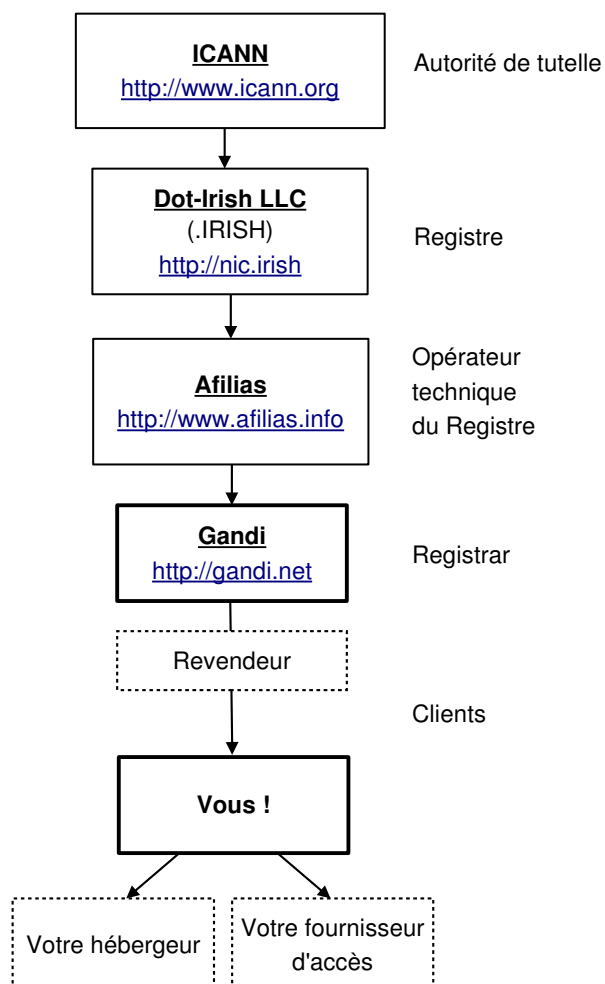 ICANN
http://www.icann.org
Autorité de tutelle
Dot-Irish LLC
(.IRISH)
http://nic.irish
Registre
Afilias
http://www.afilias.info
Opérateur
technique
du Registre
Gandi
http://gandi.net
Registrar
Revendeur
Clients
Vous !
Votre hébergeur
Votre fournisseur
d'accès